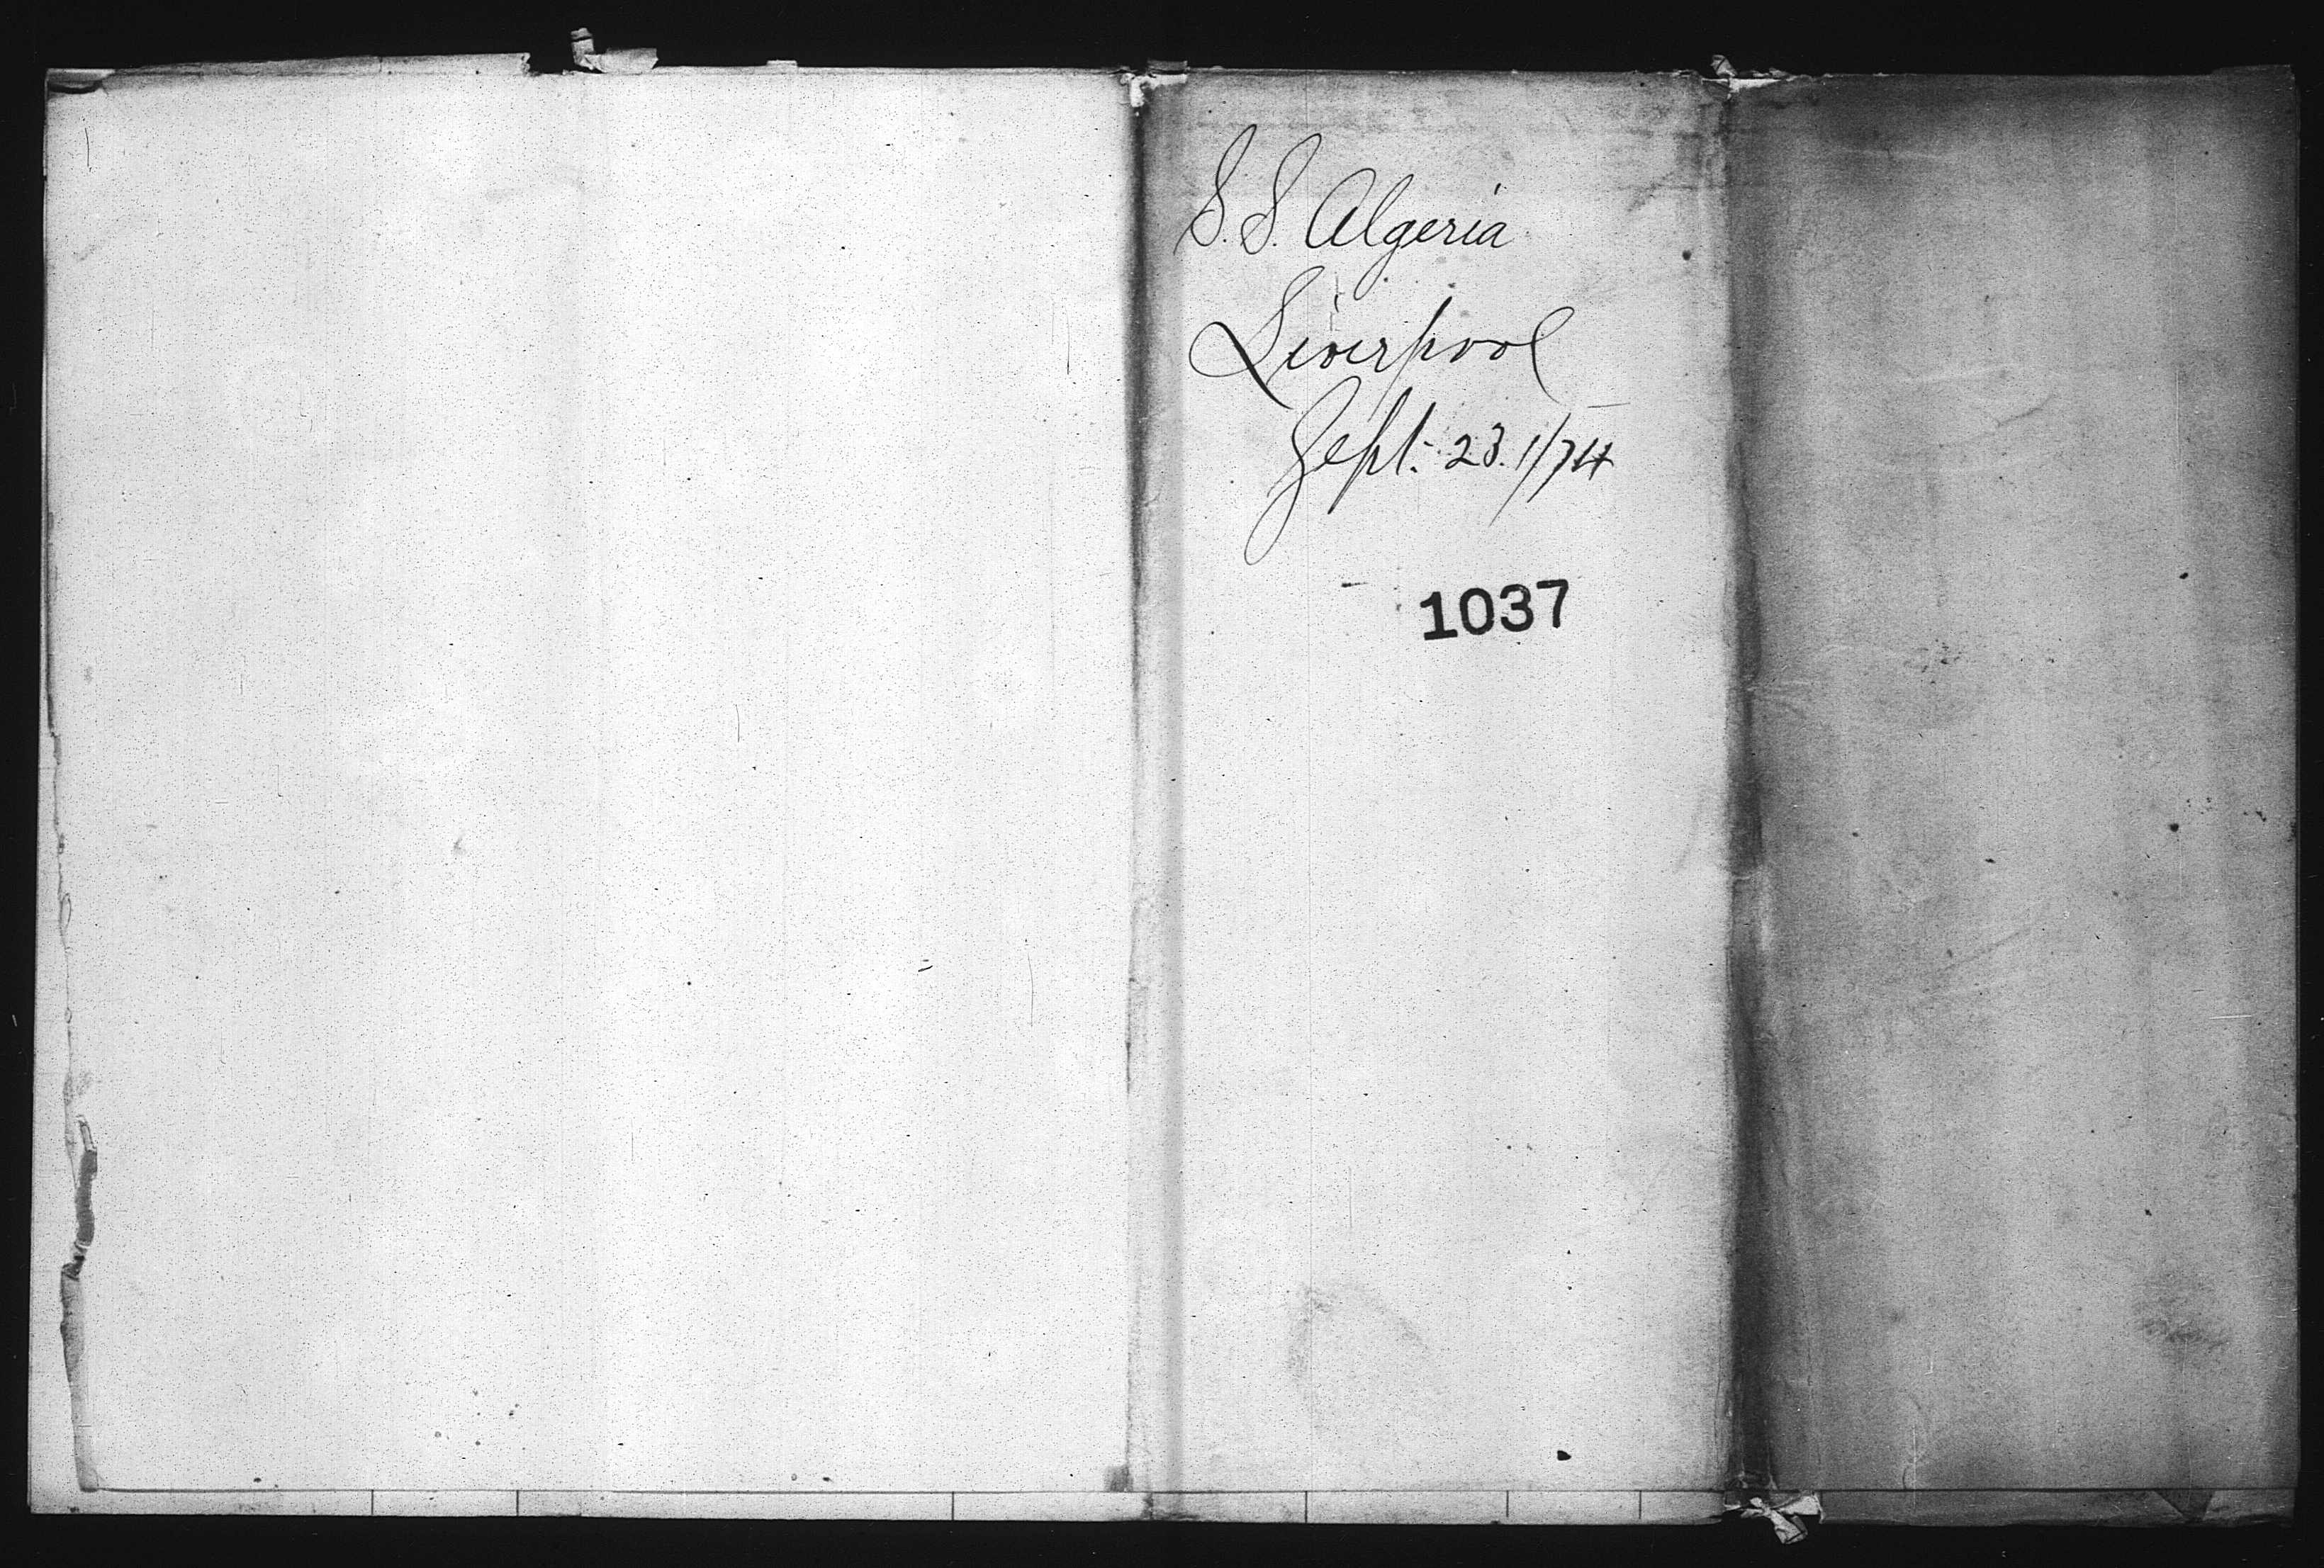 S.S. Algeria
Liverpool
Sept. 23. 1/74
1037